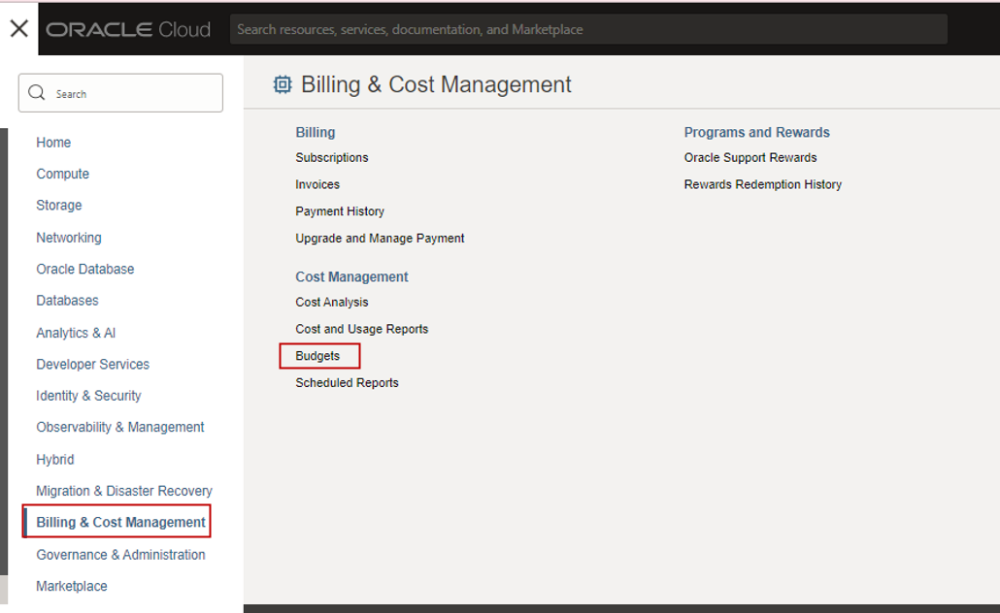 ORACLE Cloud
Search resources, services, documentation, and Marketplace
Search
Home
Compute
Storage
Networking
Oracle Database
Databases
Analytics & AI
Developer Services
Identity & Security
Observability & Management
Hybrid
Migration & Disaster Recovery
Billing & Cost Management
Governance & Administration
Marketplace
Billing & Cost Management
Billing
Subscriptions
Invoices
Payment History
Upgrade and Manage Payment
Cost Management
Cost Analysis
Cost and Usage Reports
Budgets
Scheduled Reports
Programs and Rewards
Oracle Support Rewards
Rewards Redemption History